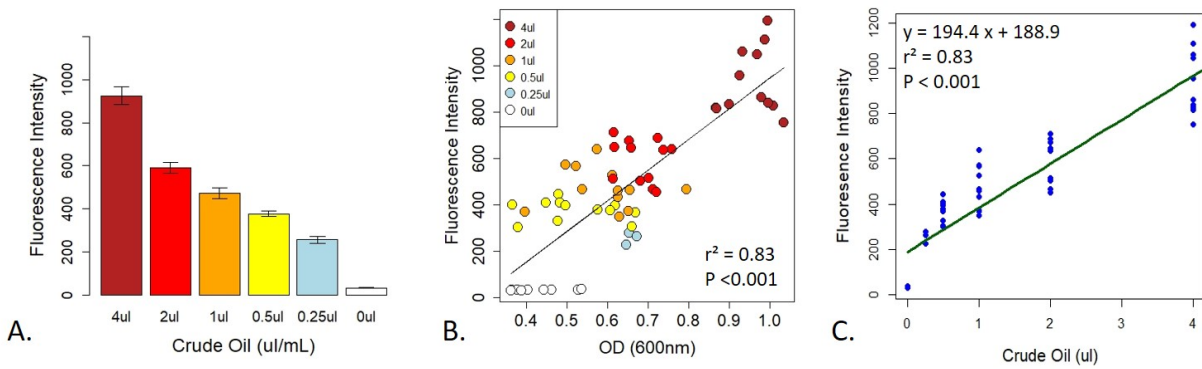 Fluorescence Intensity
1000
800
600
400
200
0
4ul 2ul 1ul 0.5ul 0.25ul 0ul
Crude Oil (ul/mL)
A.
Fluorescence Intensity
1200
1000
800
600
400
200
0
4ul
2ul
1ul
0.5ul
0.25ul
0ul
r² = 0.83
P <0.001
0.4 0.5 0.6 0.7 0.8 0.9 1.0
OD (600nm)
B.
Fluoresence Intensity
1200
1000
800
600
400
200
0
y = 194.4 x + 188.9
r² = 0.83
P < 0.001
0 1 2 3 4
Crude Oil (ul)
C.